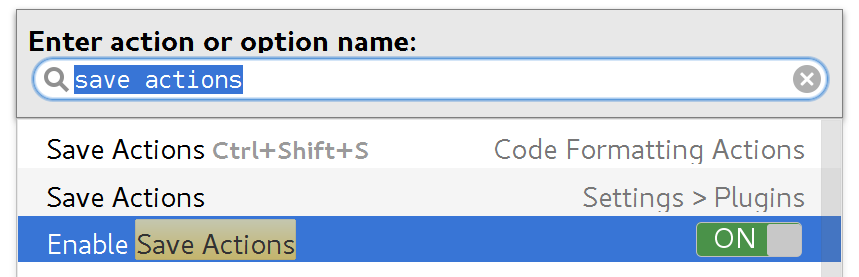 Enter action or option name:
save actions
Save Actions Ctrl+Shift+S Code Formatting Actions
Save Actions Settings > Plugins
Enable Save Actions ON